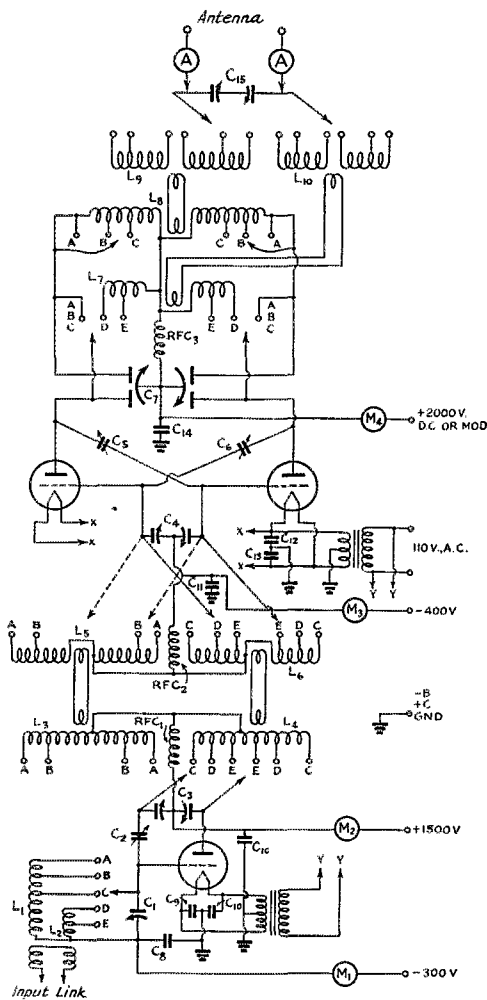 Antenna
A A
C15
L9 L10
L8
A B C C B A
L7
A B C D E E D A B C
RFC3
C7
C14
M4 +2000V. D.C OR MOD
C5 C6
X X
C4
X C12
X C13
110V., A.C.
Y Y
C11
M3 -400V
A B L5 B A C D E E D C
RFC2 L6
-B
+C
GND
L3 RFC1 L4
A B B A C D E E D C
C3
C2
M2 +1500V
C16
A
B
C
D
E
L1 L2
C1
C9 C10
Y Y
C8
M1 -300V
Input Link